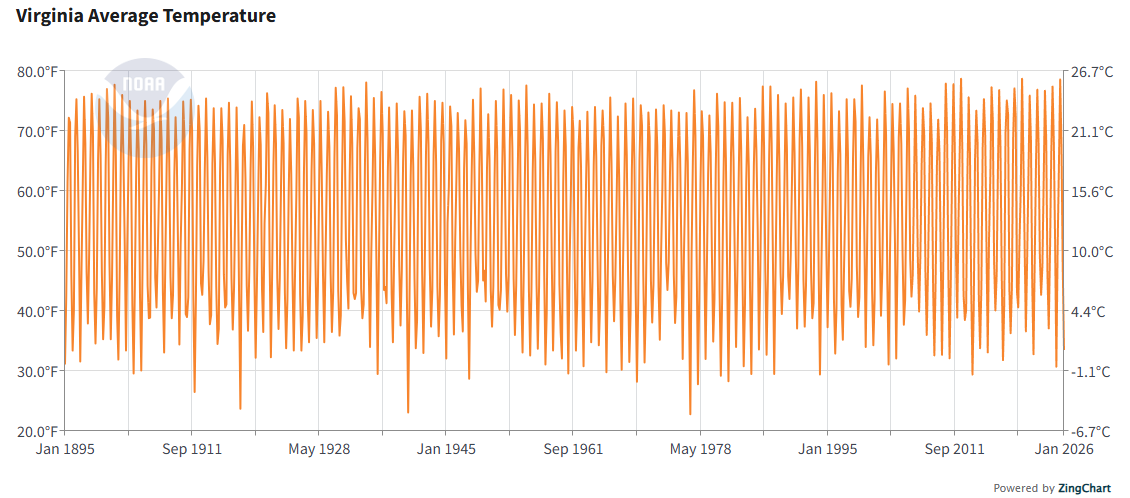 Virginia Average Temperature
NOAA
80.0°F
70.0°F
60.0°F
50.0°F
40.0°F
30.0°F
20.0°F
26.7°C
21.1°C
15.6°C
10.0°C
4.4°C
-1.1°C
-6.7°C
Jan 1895 Sep 1911 May 1928 Jan 1945 Sep 1961 May 1978 Jan 1995 Sep 2011 Jan 2026
Powered by ZingChart